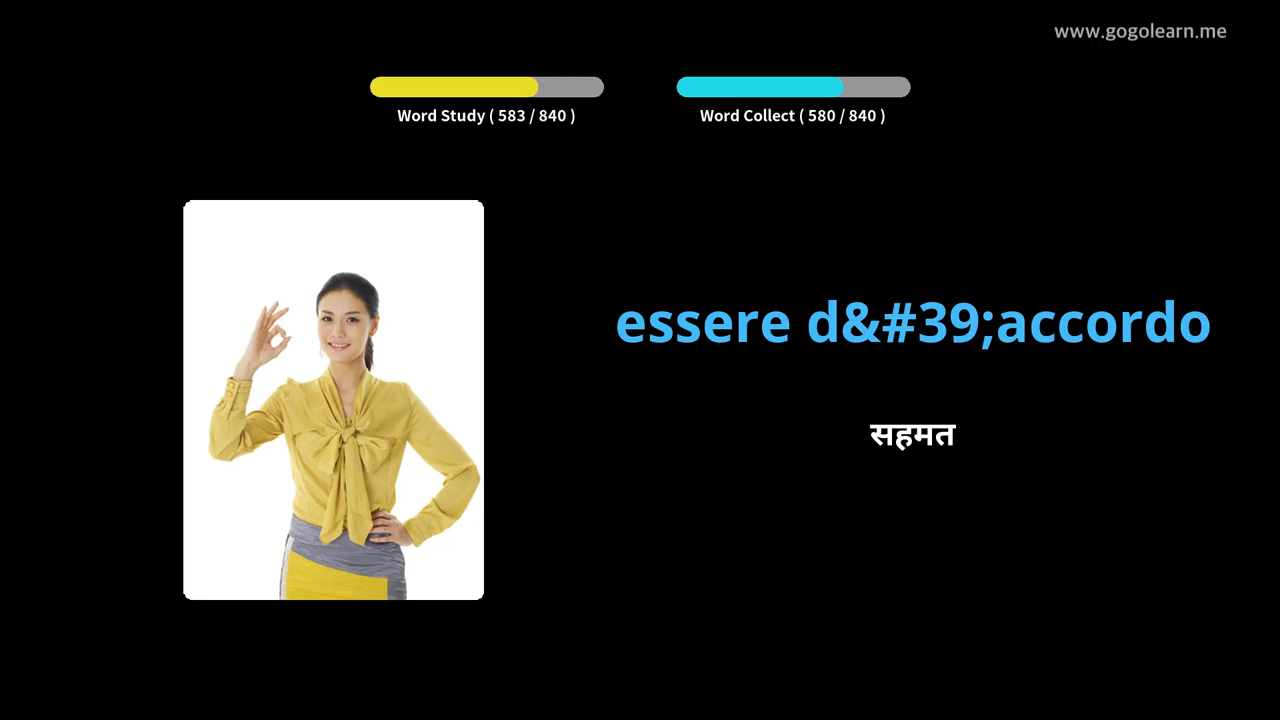 www.gogolearn.me
Word Study ( 583 / 840 )
Word Collect ( 580 / 840 )
essere d&#39;accordo
सहमत